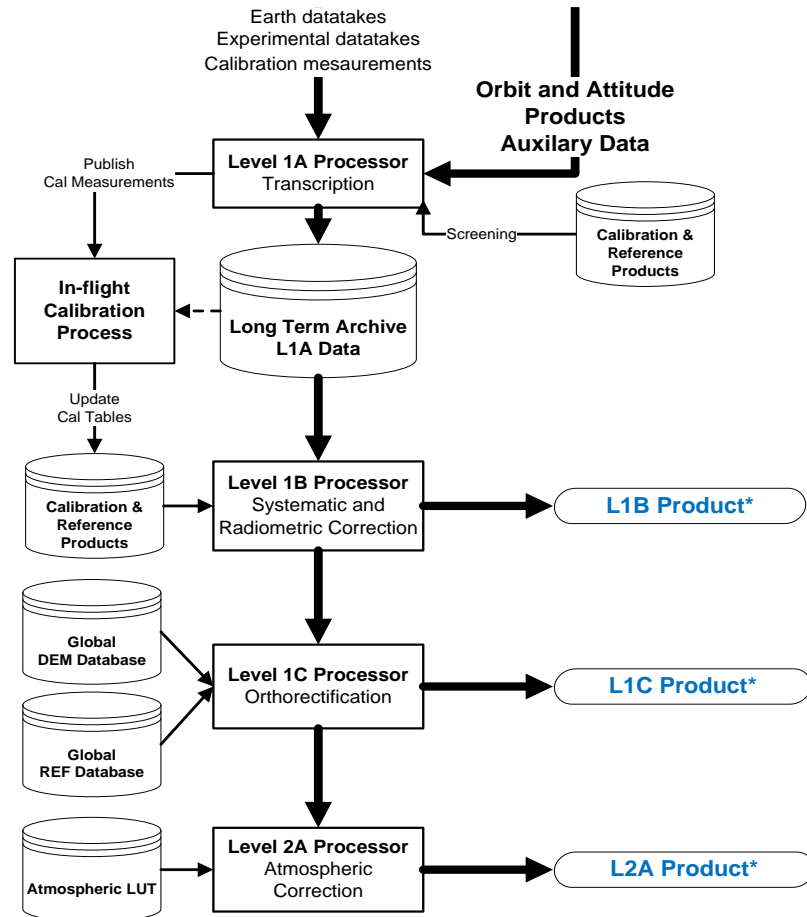 Earth datatakes
Experimental datatakes
Calibration mesaurements
Orbit and Attitude
Products
Auxilary Data
Level 1A Processor
Transcription
Publish
Cal Measurements
Screening
Calibration &
Reference
Products
In-flight
Calibration
Process
Long Term Archive
L1A Data
Update
Cal Tables
Calibration &
Reference
Products
Level 1B Processor
Systematic and
Radiometric Correction
L1B Product*
Global
DEM Database
Level 1C Processor
Orthorectification
L1C Product*
Global
REF Database
Atmospheric LUT
Level 2A Processor
Atmospheric
Correction
L2A Product*